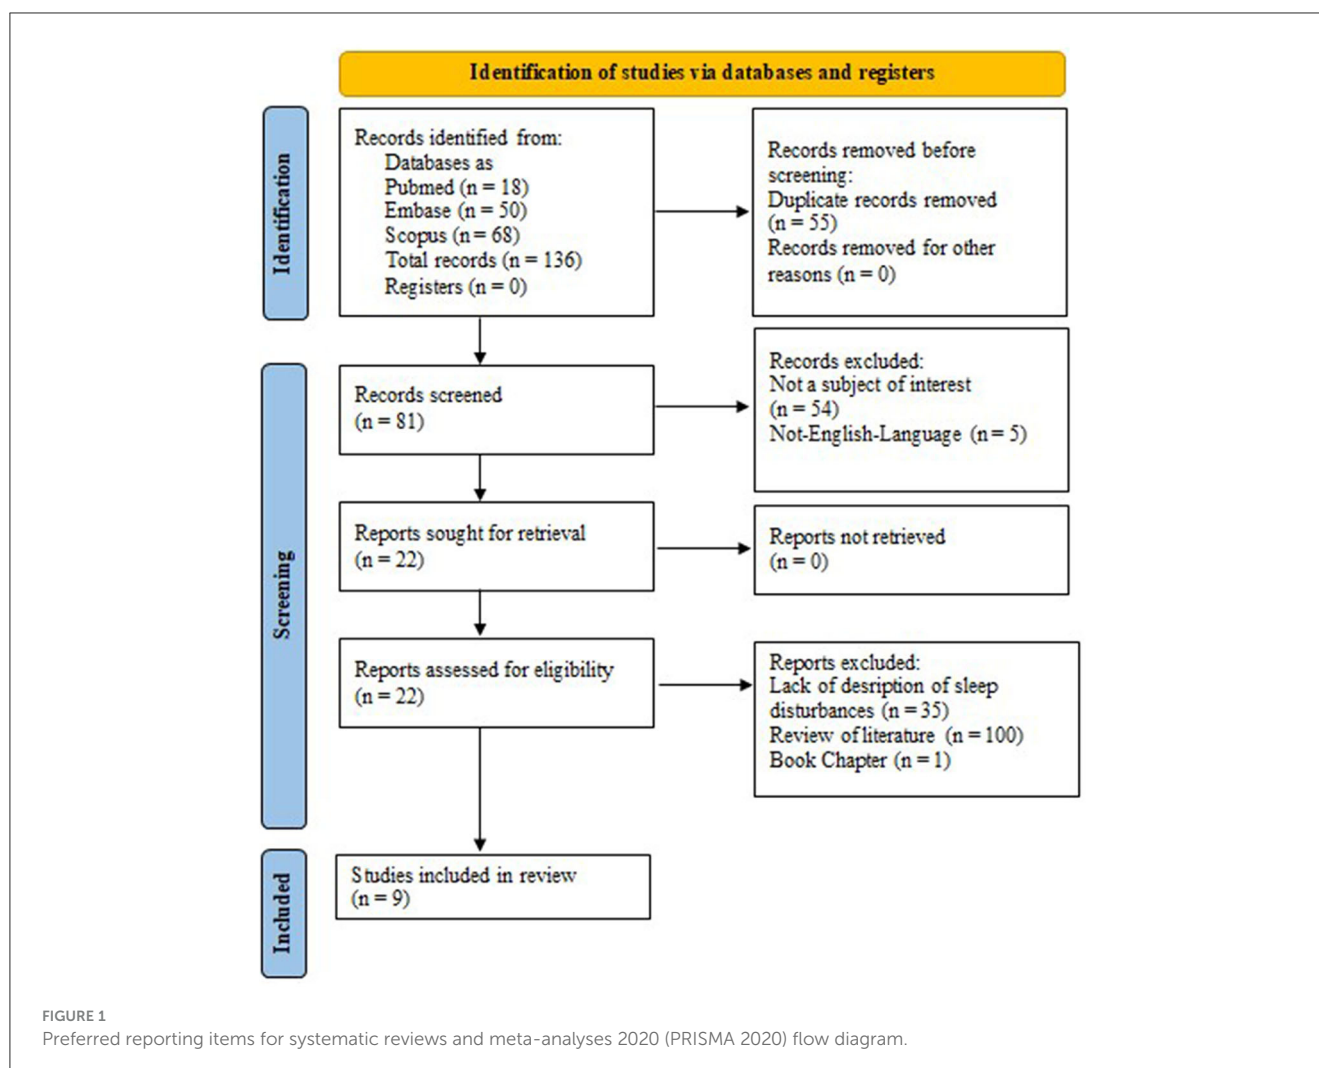 Identification of studies via databases and registers
Identification
Records identified from:
Databases as
Pubmed (n = 18)
Embase (n = 50)
Scopus (n = 68)
Total records (n = 136)
Registers (n = 0)
Records removed before
screening:
Duplicate records removed
(n = 55)
Records removed for other
reasons (n = 0)
Screening
Records screened
(n = 81)
Records excluded:
Not a subject of interest
(n = 54)
Not-English-Language (n = 5)
Reports sought for retrieval
(n = 22)
Reports not retrieved
(n = 0)
Reports assessed for eligibility
(n = 22)
Reports excluded:
Lack of desription of sleep
disturbances (n = 35)
Review of literature (n = 100)
Book Chapter (n = 1)
Included
Studies included in review
(n = 9)
FIGURE 1
Preferred reporting items for systematic reviews and meta-analyses 2020 (PRISMA 2020) flow diagram.